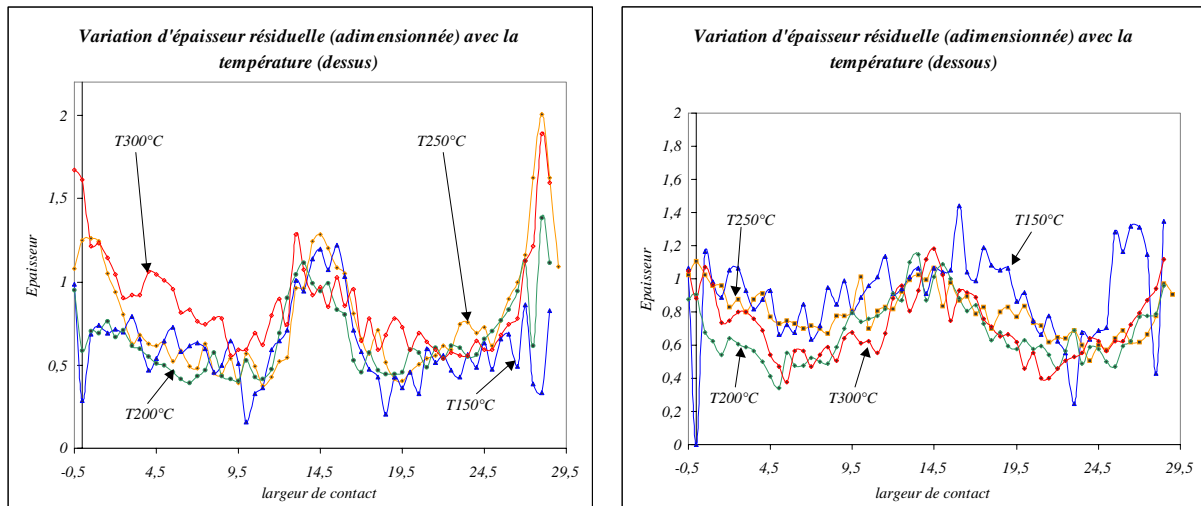 Variation d'épaisseur résiduelle (adimensionnée) avec la
température (dessus)
2
1,5
1
0,5
0
Epaisseur
T300°C
T250°C
T200°C
T150°C
-0,5 4,5 9,5 14,5 19,5 24,5 29,5
largeur de contact
Variation d'épaisseur résiduelle (adimensionnée) avec la
température (dessous)
2
1,8
1,6
1,4
1,2
1
0,8
0,6
0,4
0,2
0
Epaisseur
T250°C
T150°C
T200°C
T300°C
-0,5 4,5 9,5 14,5 19,5 24,5 29,5
largeur de contact